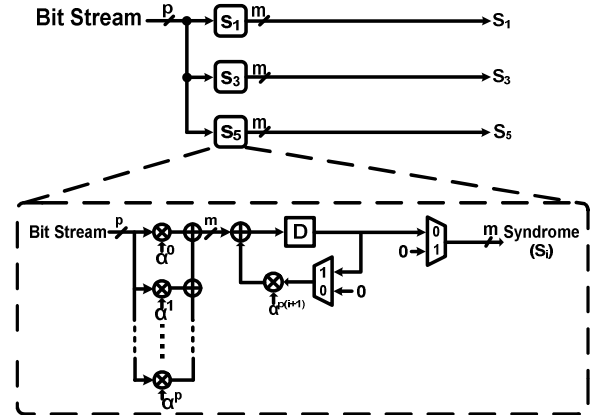 Bit Stream p S₁ m S₁
S₃ m S₃
S₅ m S₅
Bit Stream p α⁰ m D 0 1 0 m Syndrome (Sᵢ)
α¹ α^p(i+1) 1 0 0
α^p